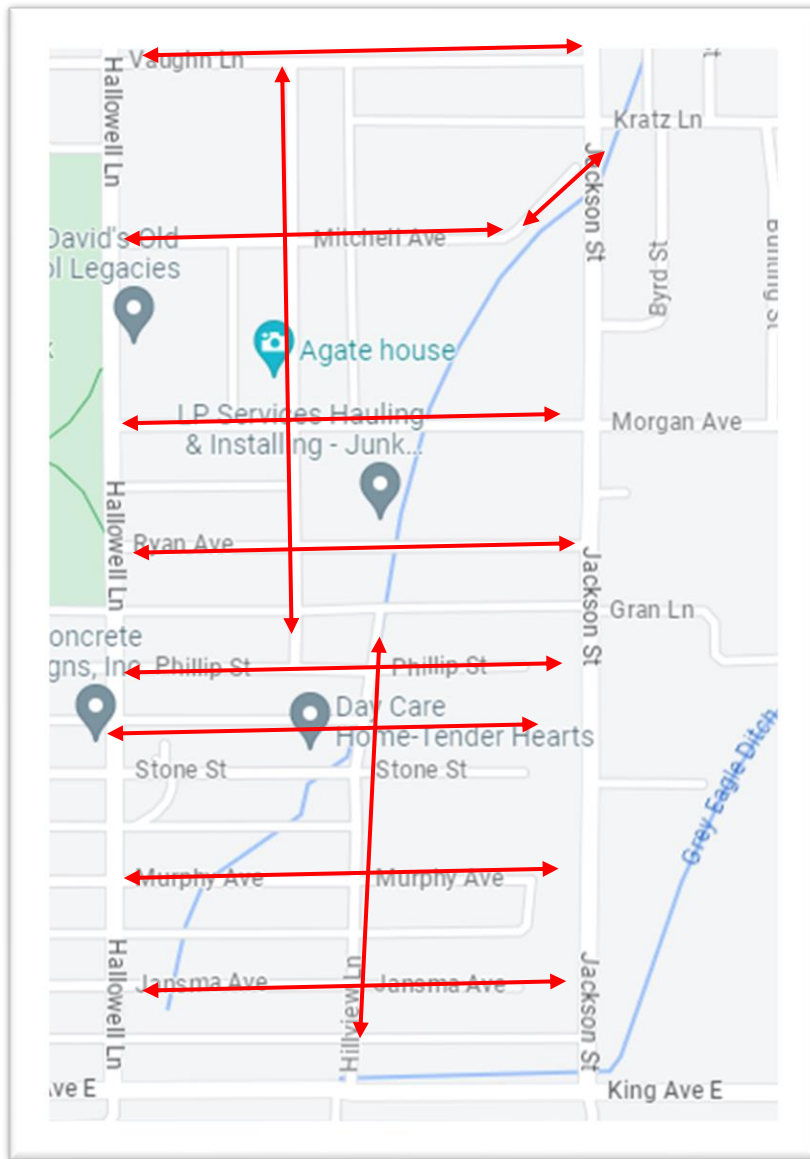 Vaughn Ln
Hallowell Ln
Kratz Ln
Jackson St
David's Old
ol Legacies
Mitchell Ave
Byrd St
Agate house
LP Services Hauling
& Installing - Junk...
Morgan Ave
Hallowell Ln
Ryan Ave
Jackson St
Gran Ln
oncrete
gns, Inc
Phillip St
Phillip St
Day Care
Home-Tender Hearts
Stone St
Stone St
Grey Eagle Ditch
Murphy Ave
Murphy Ave
Hallowell Ln
Jansma Ave
Hillview Ln
Jansma Ave
Jackson St
Ave E
King Ave E